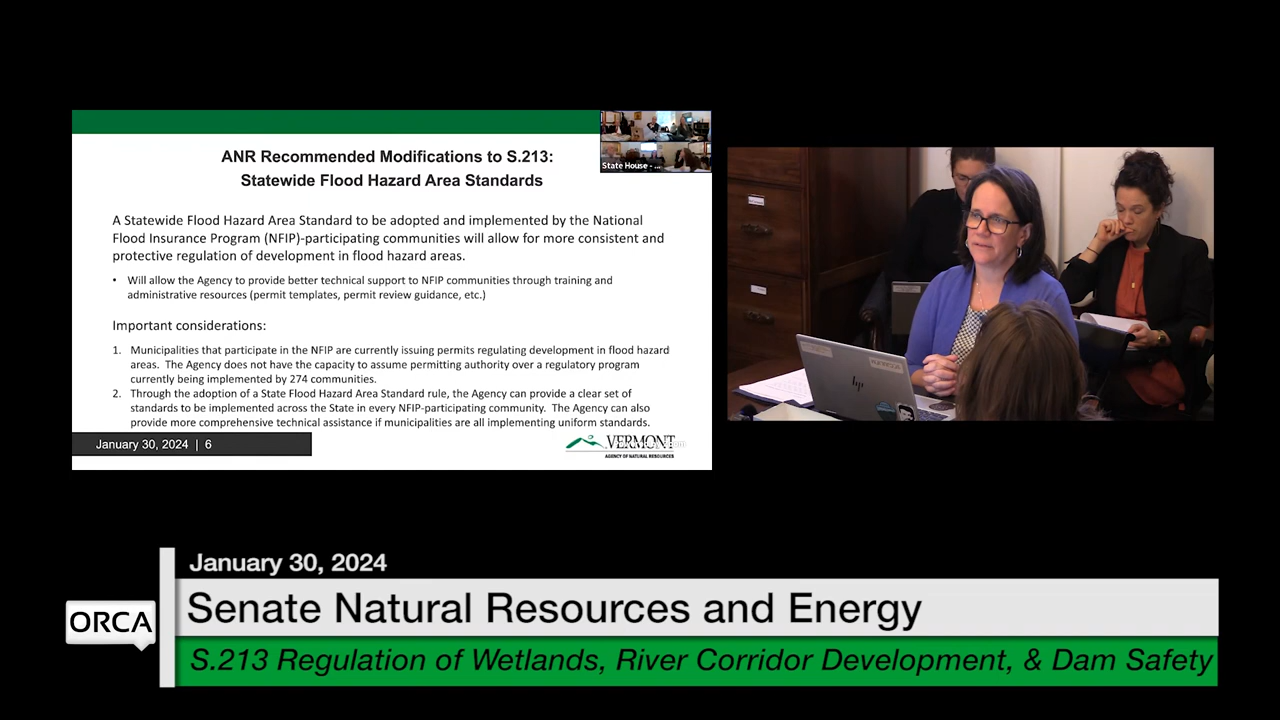 ANR Recommended Modifications to S.213:
Statewide Flood Hazard Area Standards
State House - ...
A Statewide Flood Hazard Area Standard to be adopted and implemented by the National
Flood Insurance Program (NFIP)-participating communities will allow for more consistent and
protective regulation of development in flood hazard areas.
• Will allow the Agency to provide better technical support to NFIP communities through training and
administrative resources (permit templates, permit review guidance, etc.)
Important considerations:
1. Municipalities that participate in the NFIP are currently issuing permits regulating development in flood hazard
areas. The Agency does not have the capacity to assume permitting authority over a regulatory program
currently being implemented by 274 communities.
2. Through the adoption of a State Flood Hazard Area Standard rule, the Agency can provide a clear set of
standards to be implemented across the State in every NFIP-participating community. The Agency can also
provide more comprehensive technical assistance if municipalities are all implementing uniform standards.
January 30, 2024 | 6
VERMONT
AGENCY OF NATURAL RESOURCES
hp
January 30, 2024
ORCA
Senate Natural Resources and Energy
S.213 Regulation of Wetlands, River Corridor Development, & Dam Safety